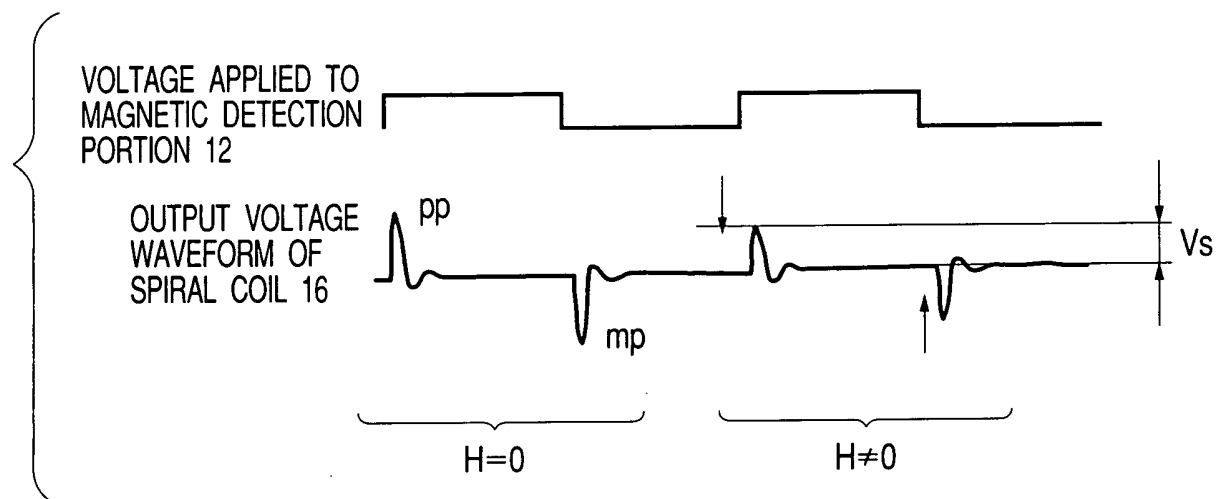 VOLTAGE APPLIED TO
MAGNETIC DETECTION
PORTION 12
OUTPUT VOLTAGE
WAVEFORM OF
SPIRAL COIL 16
pp
mp
Vs
H=0
H≠0